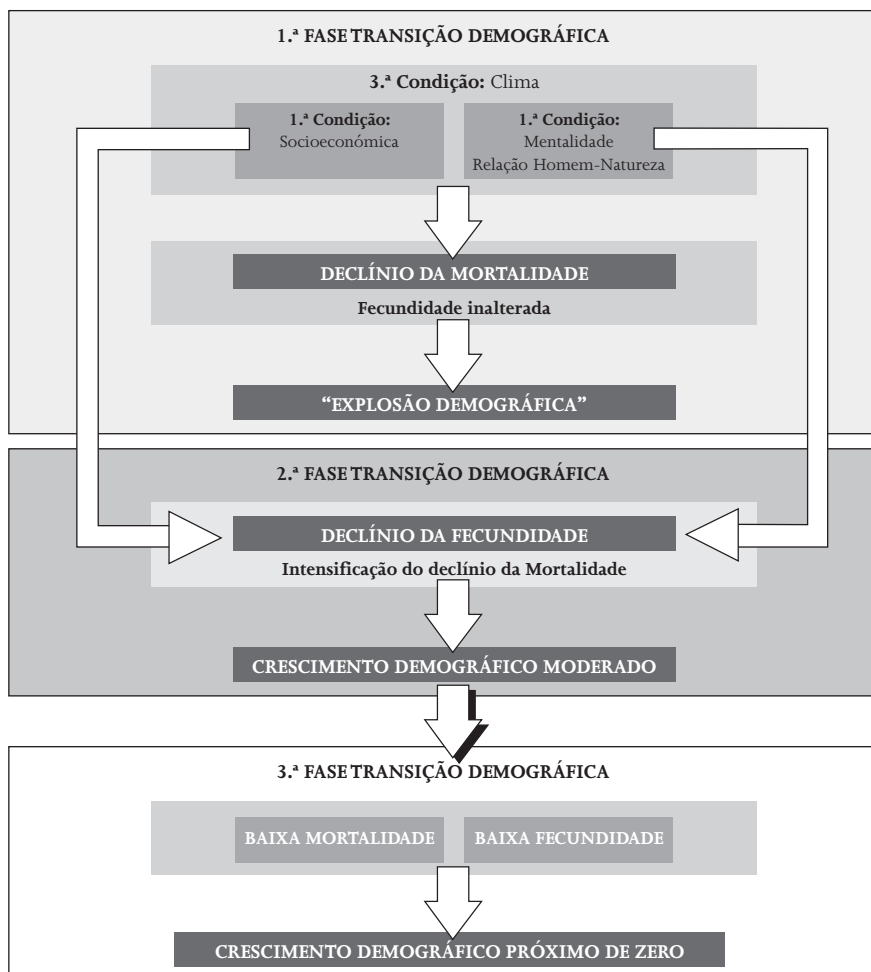 1.ª FASE TRANSIÇÃO DEMOGRÁFICA
3.ª Condição: Clima
1.ª Condição:
Socioeconómica
1.ª Condição:
Mentalidade
Relação Homem-Natureza
DECLÍNIO DA MORTALIDADE
Fecundidade inalterada
“EXPLOSÃO DEMOGRÁFICA”
2.ª FASE TRANSIÇÃO DEMOGRÁFICA
DECLÍNIO DA FECUNDIDADE
Intensificação do declínio da Mortalidade
CRESCIMENTO DEMOGRÁFICO MODERADO
3.ª FASE TRANSIÇÃO DEMOGRÁFICA
BAIXA MORTALIDADE
BAIXA FECUNDIDADE
CRESCIMENTO DEMOGRÁFICO PRÓXIMO DE ZERO